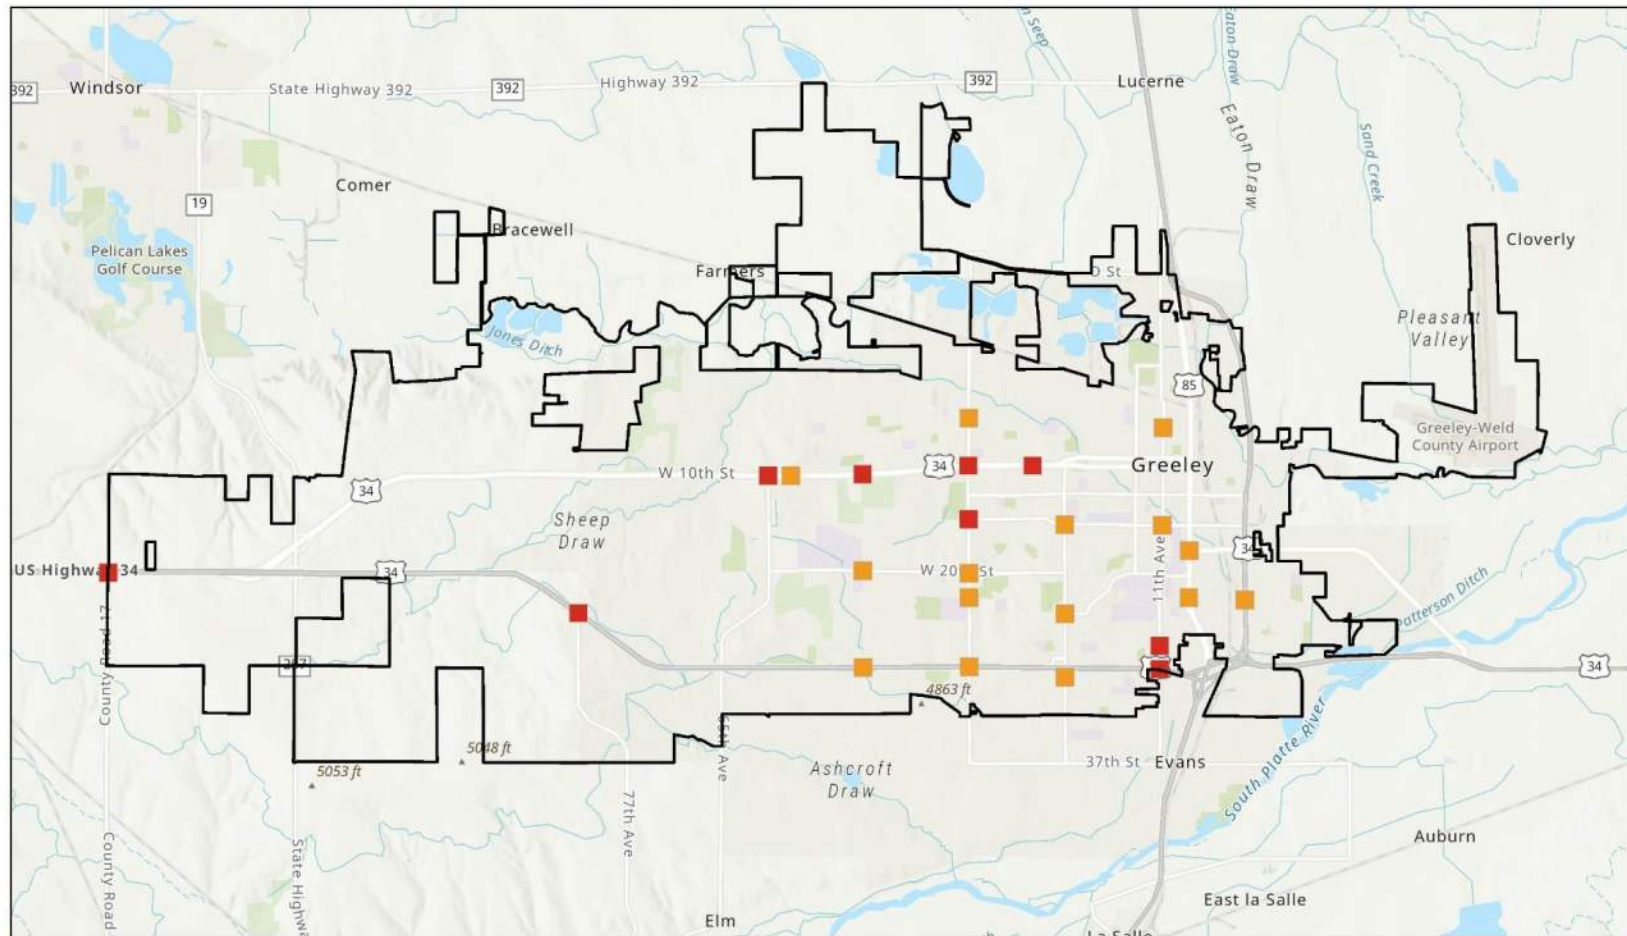 n Seep
Eaton Draw
392
Windsor
State Highway 392
392
Highway 392
392
Lucerne
Eaton Draw
Sand Creek
Comer
19
Bracewell
Cloverly
Pelican Lakes
Golf Course
Farmers
D St
Jones Ditch
Pleasant
Valley
85
Greeley-Weld
County Airport
W 10th St
34
Greeley
34
Sheep
Draw
11th Ave
34
US Highway 34
34
W 20th St
Patterson Ditch
County Road 17
257
34
4863 ft
65th Ave
5048 ft
5053 ft
Ashcroft
Draw
37th St
Evans
South Platte River
77th Ave
County Road
State Highway
Auburn
Elm
East la Salle
La Salle